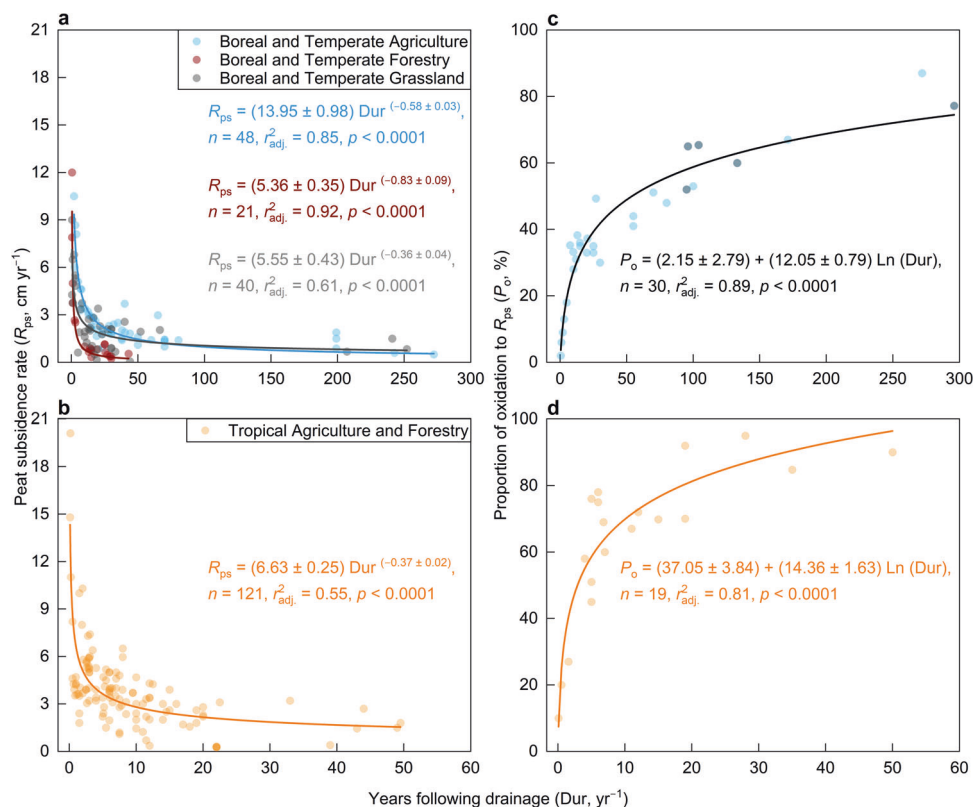 a
21
18
15
12
9
6
3
0
0 50 100 150 200 250 300
Boreal and Temperate Agriculture
Boreal and Temperate Forestry
Boreal and Temperate Grassland
Rps = (13.95 ± 0.98) Dur (−0.58 ± 0.03),
n = 48, r²adj. = 0.85, p < 0.0001
Rps = (5.36 ± 0.35) Dur (−0.83 ± 0.09),
n = 21, r²adj. = 0.92, p < 0.0001
Rps = (5.55 ± 0.43) Dur (−0.36 ± 0.04),
n = 40, r²adj. = 0.61, p < 0.0001
Peat subsidence rate (Rps, cm yr⁻¹)
b
21
18
15
12
9
6
3
0
0 10 20 30 40 50 60
Tropical Agriculture and Forestry
Rps = (6.63 ± 0.25) Dur (−0.37 ± 0.02),
n = 121, r²adj. = 0.55, p < 0.0001
c
100
80
60
40
20
0
0 50 100 150 200 250 300
Po = (2.15 ± 2.79) + (12.05 ± 0.79) Ln (Dur),
n = 30, r²adj. = 0.89, p < 0.0001
Proportion of oxidation to Rps (Po, %)
d
100
80
60
40
20
0
0 10 20 30 40 50 60
Po = (37.05 ± 3.84) + (14.36 ± 1.63) Ln (Dur),
n = 19, r²adj. = 0.81, p < 0.0001
Years following drainage (Dur, yr⁻¹)